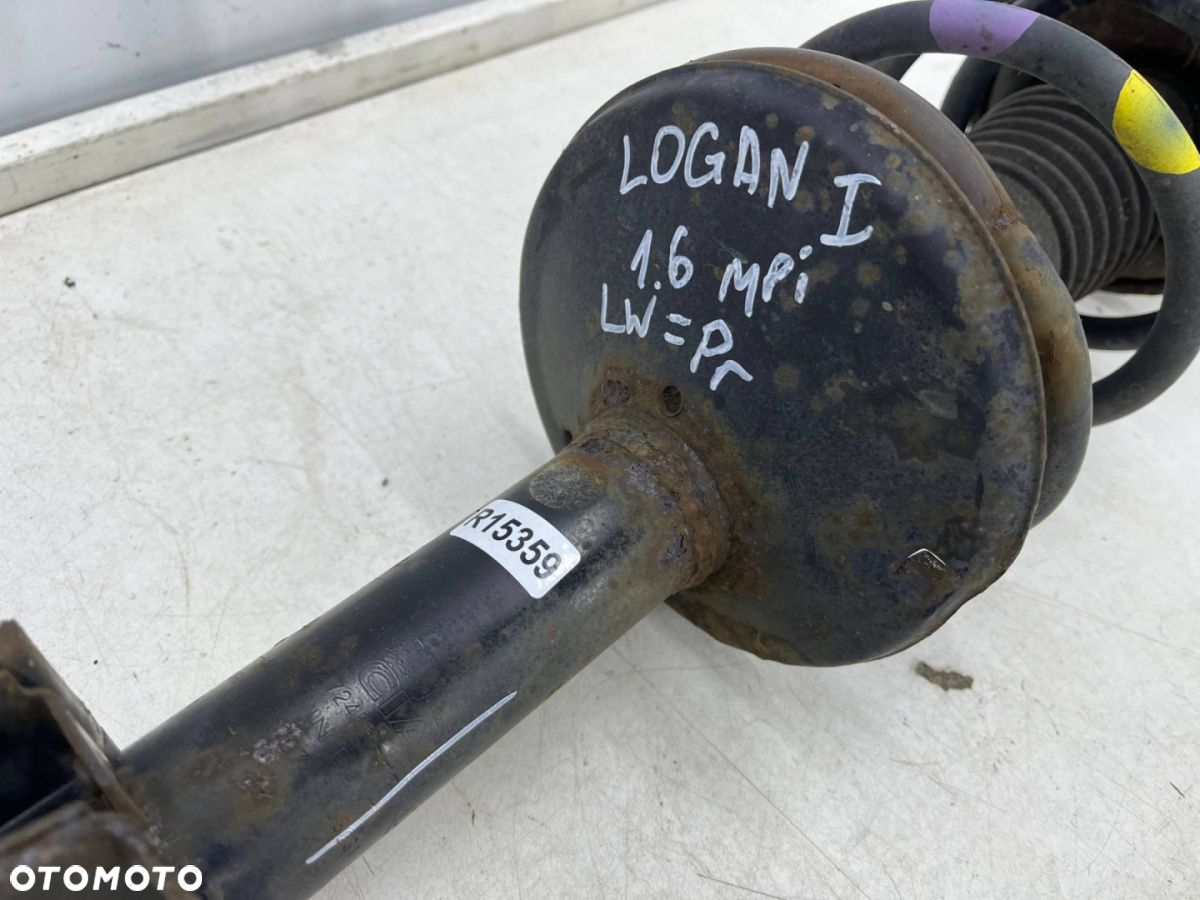 LOGAN I
1.6 MPi
LW = Pr
R15359
OTOMOTO